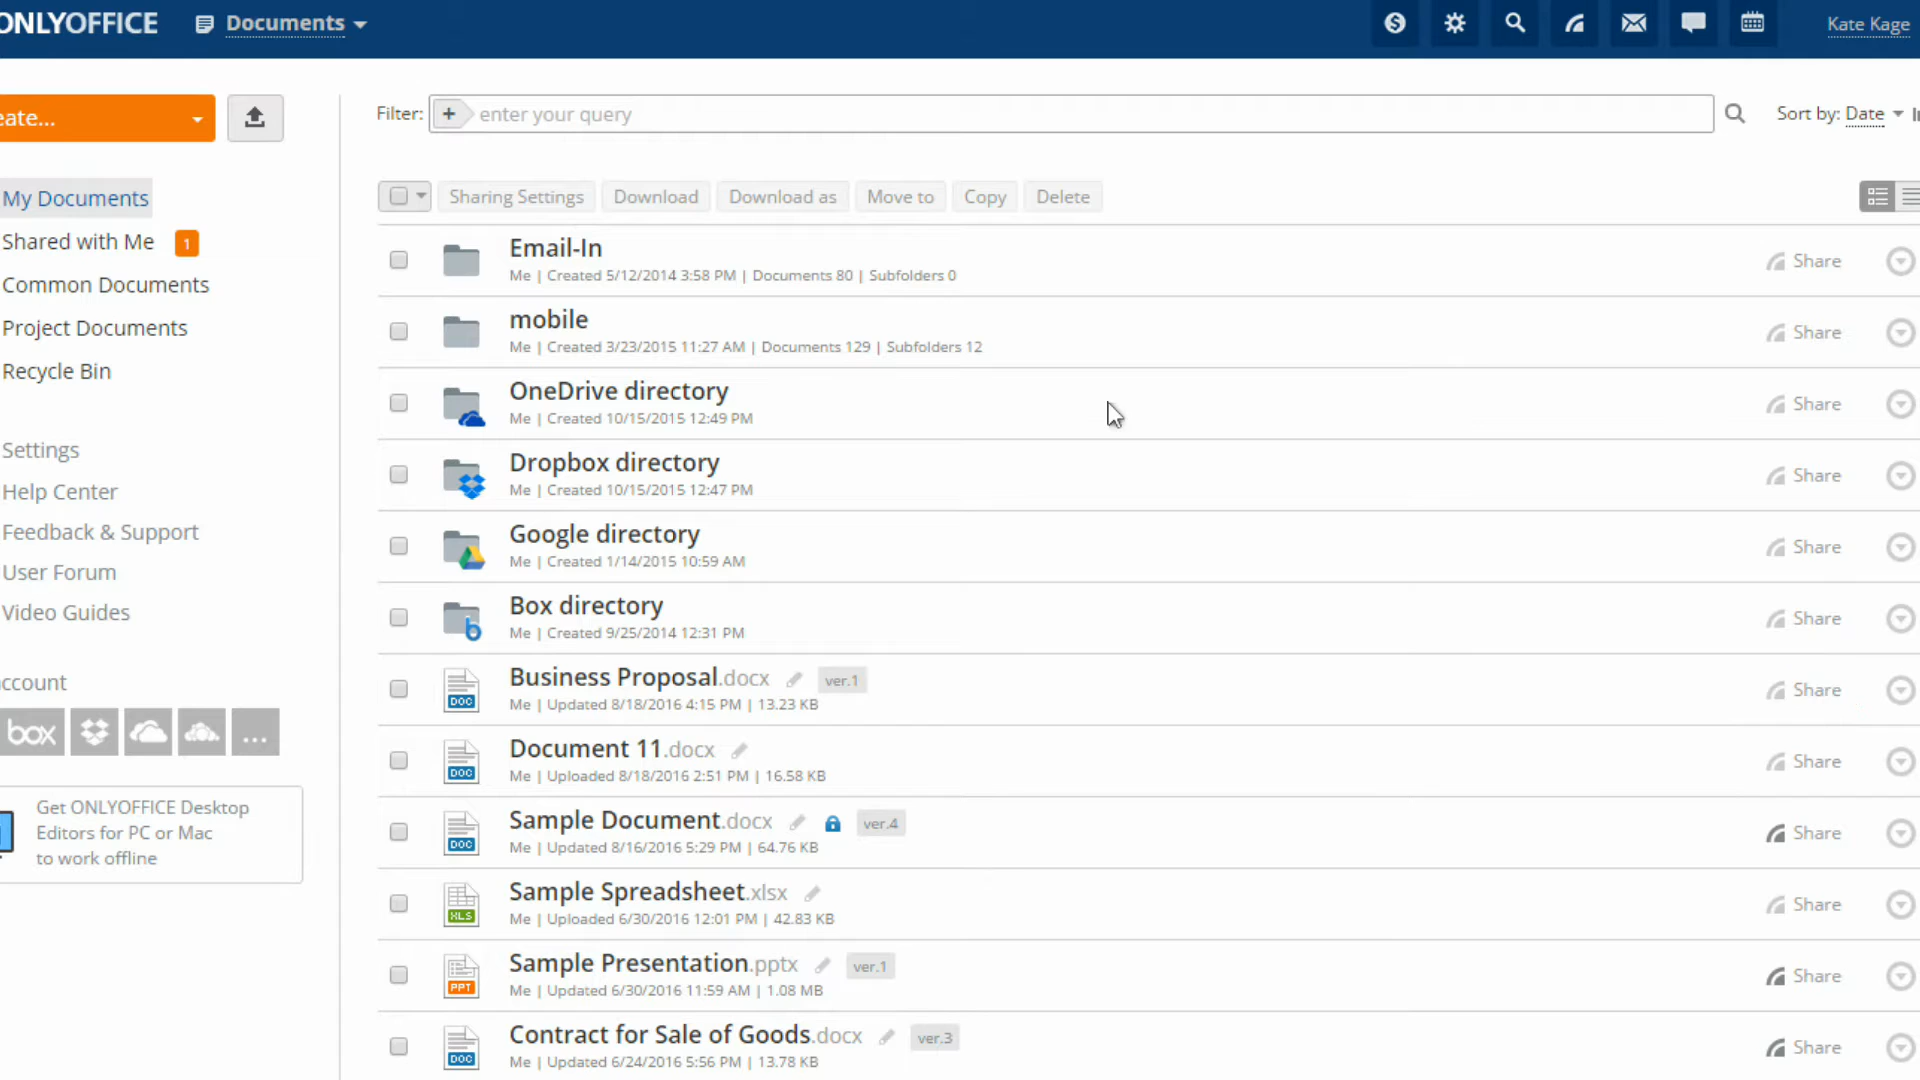 ONLYOFFICE
Documents
Kate Kage
eate...
Filter: + enter your query
Sort by: Date
My Documents
Shared with Me 1
Common Documents
Project Documents
Recycle Bin
Settings
Help Center
Feedback & Support
User Forum
Video Guides
ccount
box
...
Get ONLYOFFICE Desktop
Editors for PC or Mac
to work offline
Sharing Settings Download Download as Move to Copy Delete
Email-In
Me | Created 5/12/2014 3:58 PM | Documents 80 | Subfolders 0
Share
mobile
Me | Created 3/23/2015 11:27 AM | Documents 129 | Subfolders 12
Share
OneDrive directory
Me | Created 10/15/2015 12:49 PM
Share
Dropbox directory
Me | Created 10/15/2015 12:47 PM
Share
Google directory
Me | Created 1/14/2015 10:59 AM
Share
Box directory
Me | Created 9/25/2014 12:31 PM
b
Share
Business Proposal.docx ver.1
Me | Updated 8/18/2016 4:15 PM | 13.23 KB
DOC
Share
Document 11.docx
Me | Uploaded 8/18/2016 2:51 PM | 16.58 KB
DOC
Share
Sample Document.docx ver.4
Me | Updated 8/16/2016 5:29 PM | 64.76 KB
DOC
Share
Sample Spreadsheet.xlsx
Me | Uploaded 6/30/2016 12:01 PM | 42.83 KB
XLS
Share
Sample Presentation.pptx ver.1
Me | Updated 6/30/2016 11:59 AM | 1.08 MB
PPT
Share
Contract for Sale of Goods.docx ver.3
Me | Updated 6/24/2016 5:56 PM | 13.78 KB
DOC
Share